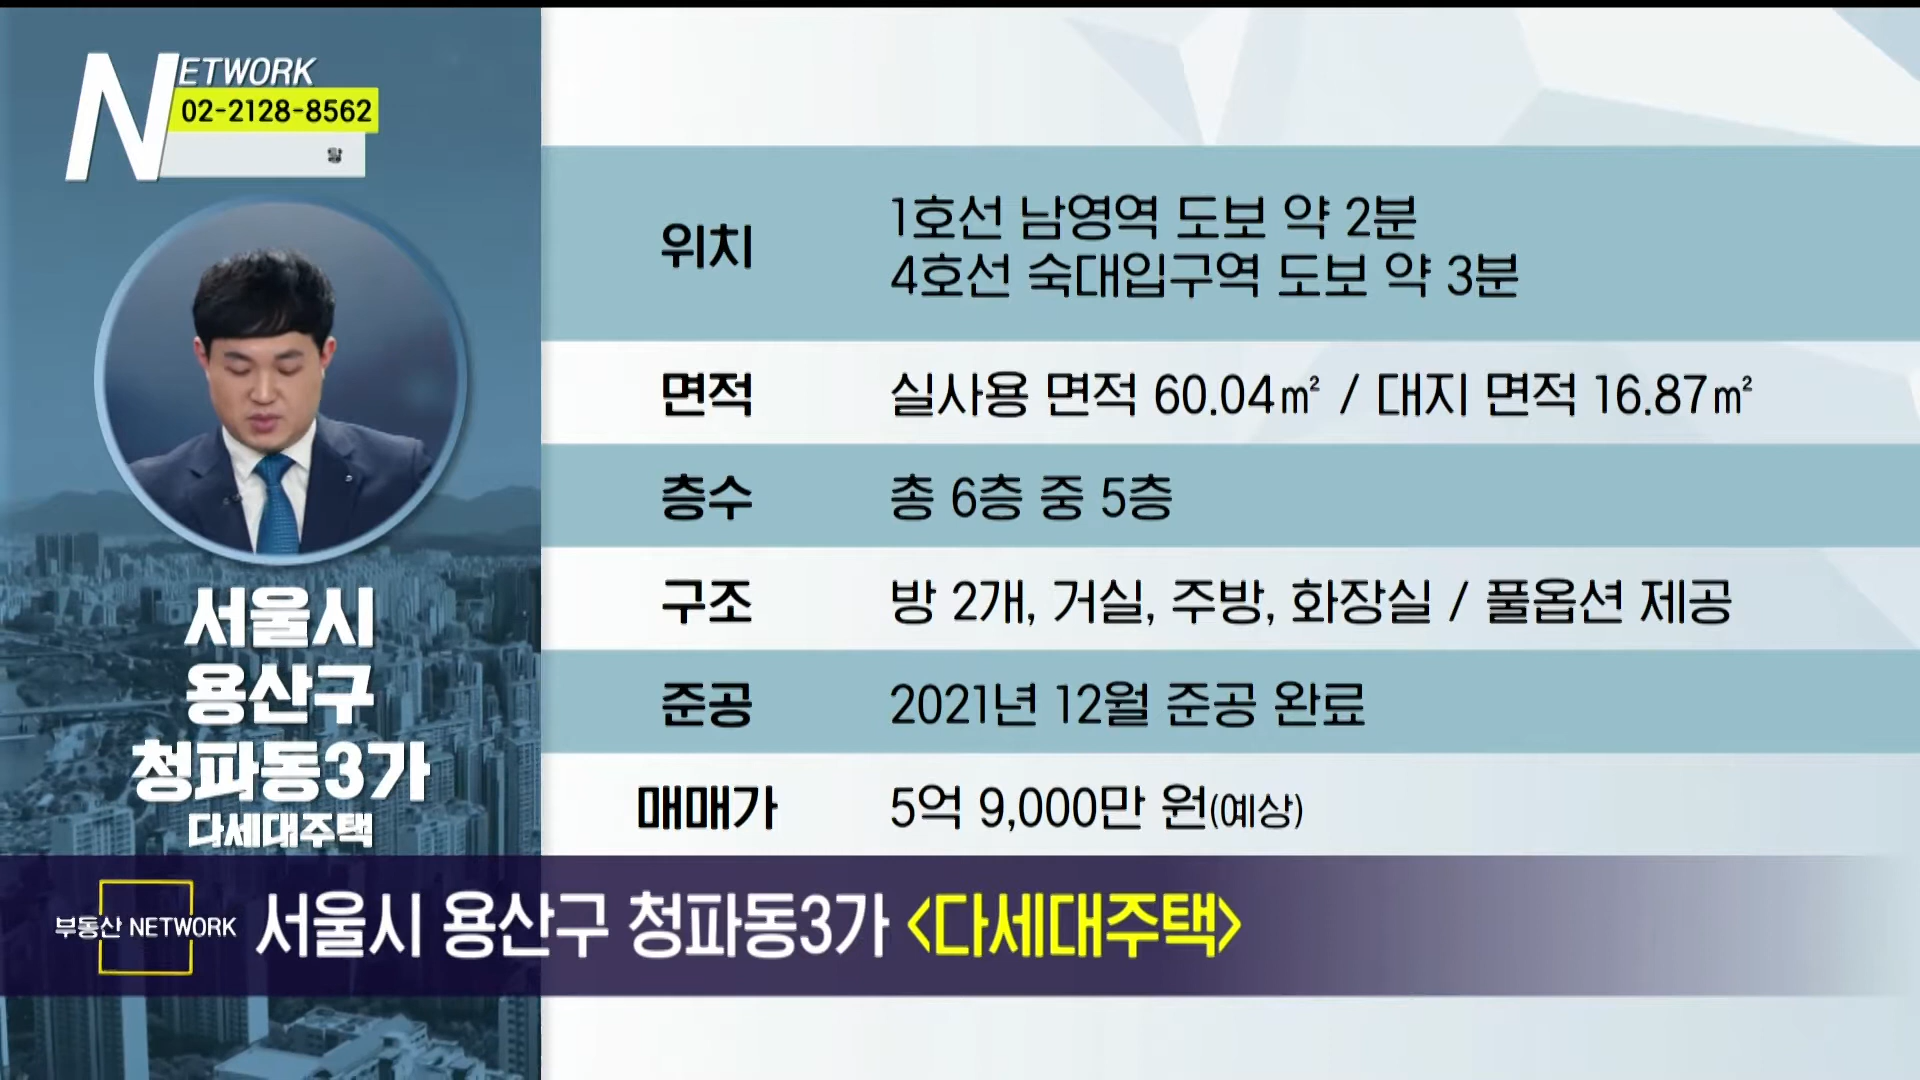 NETWORK
02-2128-8562
서울시
용산구
청파동3가
다세대주택
위치
1호선 남영역 도보 약 2분
4호선 숙대입구역 도보 약 3분
면적
실사용 면적 60.04㎡ / 대지 면적 16.87㎡
층수
총 6층 중 5층
구조
방 2개, 거실, 주방, 화장실 / 풀옵션 제공
준공
2021년 12월 준공 완료
매매가
5억 9,000만 원(예상)
부동산 NETWORK
서울시 용산구 청파동3가 <다세대주택>